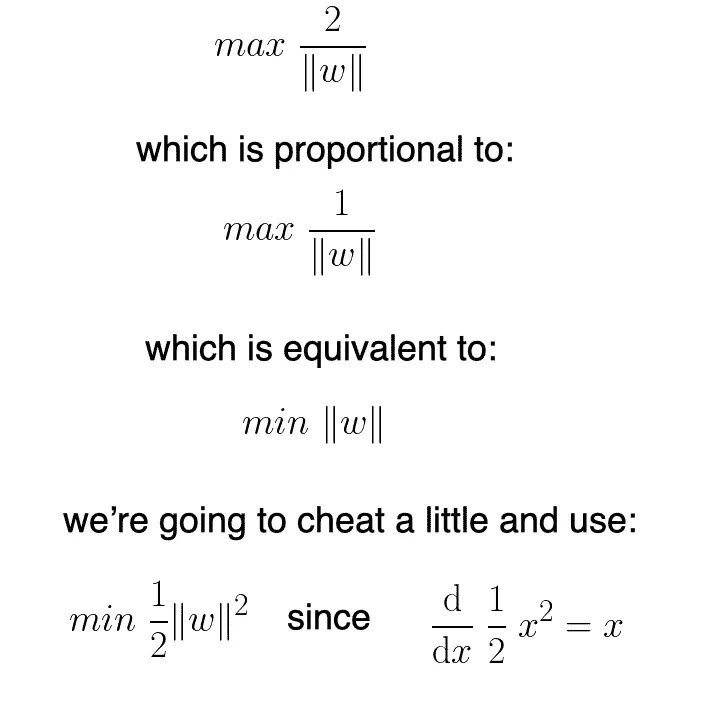 max 2/‖w‖
which is proportional to:
max 1/‖w‖
which is equivalent to:
min ‖w‖
we’re going to cheat a little and use:
min 1/2‖w‖² since d/dx 1/2 x² = x